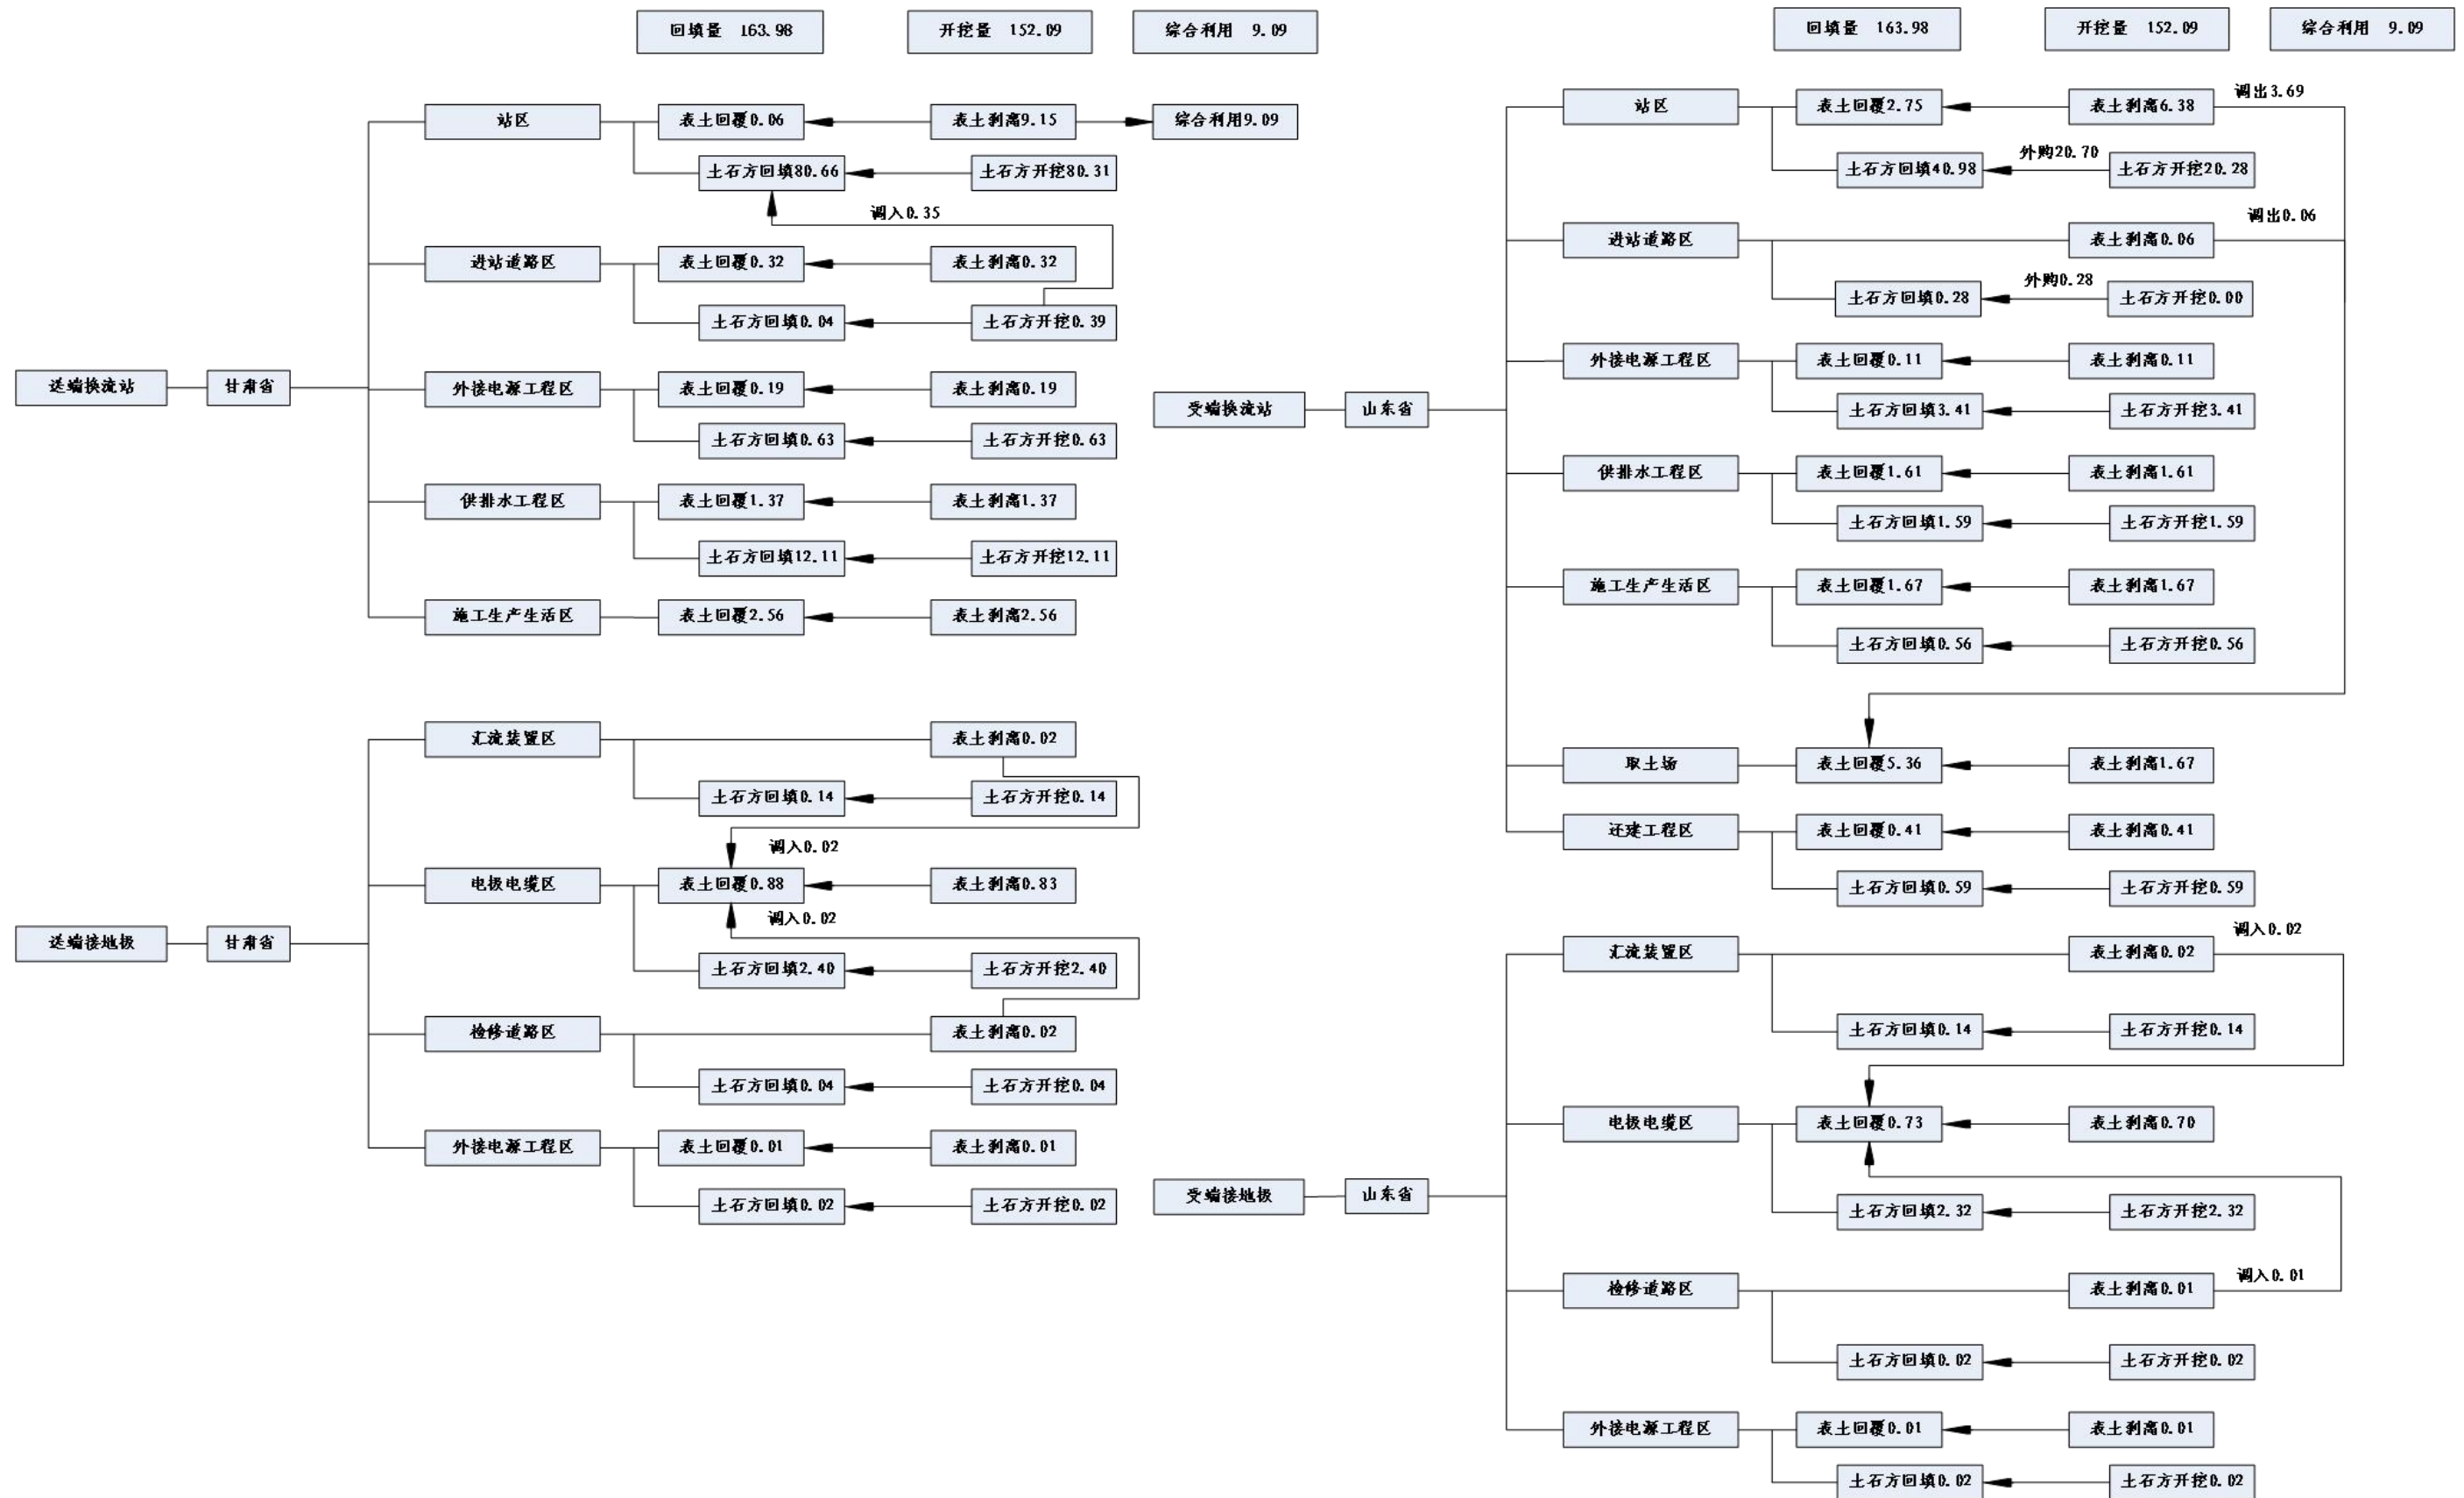 回填量 163.98
开挖量 152.09
综合利用 9.09
站区
表土回覆0.06
表土剥离9.15
综合利用9.09
土石方回填80.66
土石方开挖80.31
调入0.35
进站道路区
表土回覆0.32
表土剥离0.32
土石方回填0.04
土石方开挖0.39
送端换流站
甘肃省
外接电源工程区
表土回覆0.19
表土剥离0.19
土石方回填0.63
土石方开挖0.63
供排水工程区
表土回覆1.37
表土剥离1.37
土石方回填12.11
土石方开挖12.11
施工生产生活区
表土回覆2.56
表土剥离2.56
汇流装置区
表土剥离0.02
土石方回填0.14
土石方开挖0.14
调入0.02
电极电缆区
表土回覆0.88
表土剥离0.83
调入0.02
送端接地极
甘肃省
土石方回填2.40
土石方开挖2.40
检修道路区
表土剥离0.02
土石方回填0.04
土石方开挖0.04
外接电源工程区
表土回覆0.01
表土剥离0.01
土石方回填0.02
土石方开挖0.02
回填量 163.98
开挖量 152.09
综合利用 9.09
站区
表土回覆2.75
表土剥离6.38
调出3.69
土石方回填40.98
外购20.70
土石方开挖20.28
进站道路区
表土剥离0.06
调出0.06
土石方回填0.28
外购0.28
土石方开挖0.00
外接电源工程区
表土回覆0.11
表土剥离0.11
受端换流站
山东省
土石方回填3.41
土石方开挖3.41
供排水工程区
表土回覆1.61
表土剥离1.61
土石方回填1.59
土石方开挖1.59
施工生产生活区
表土回覆1.67
表土剥离1.67
土石方回填0.56
土石方开挖0.56
取土场
表土回覆5.36
表土剥离1.67
还建工程区
表土回覆0.41
表土剥离0.41
土石方回填0.59
土石方开挖0.59
汇流装置区
表土剥离0.02
调入0.02
土石方回填0.14
土石方开挖0.14
电极电缆区
表土回覆0.73
表土剥离0.70
受端接地极
山东省
土石方回填2.32
土石方开挖2.32
检修道路区
表土剥离0.01
调入0.01
土石方回填0.02
土石方开挖0.02
外接电源工程区
表土回覆0.01
表土剥离0.01
土石方回填0.02
土石方开挖0.02